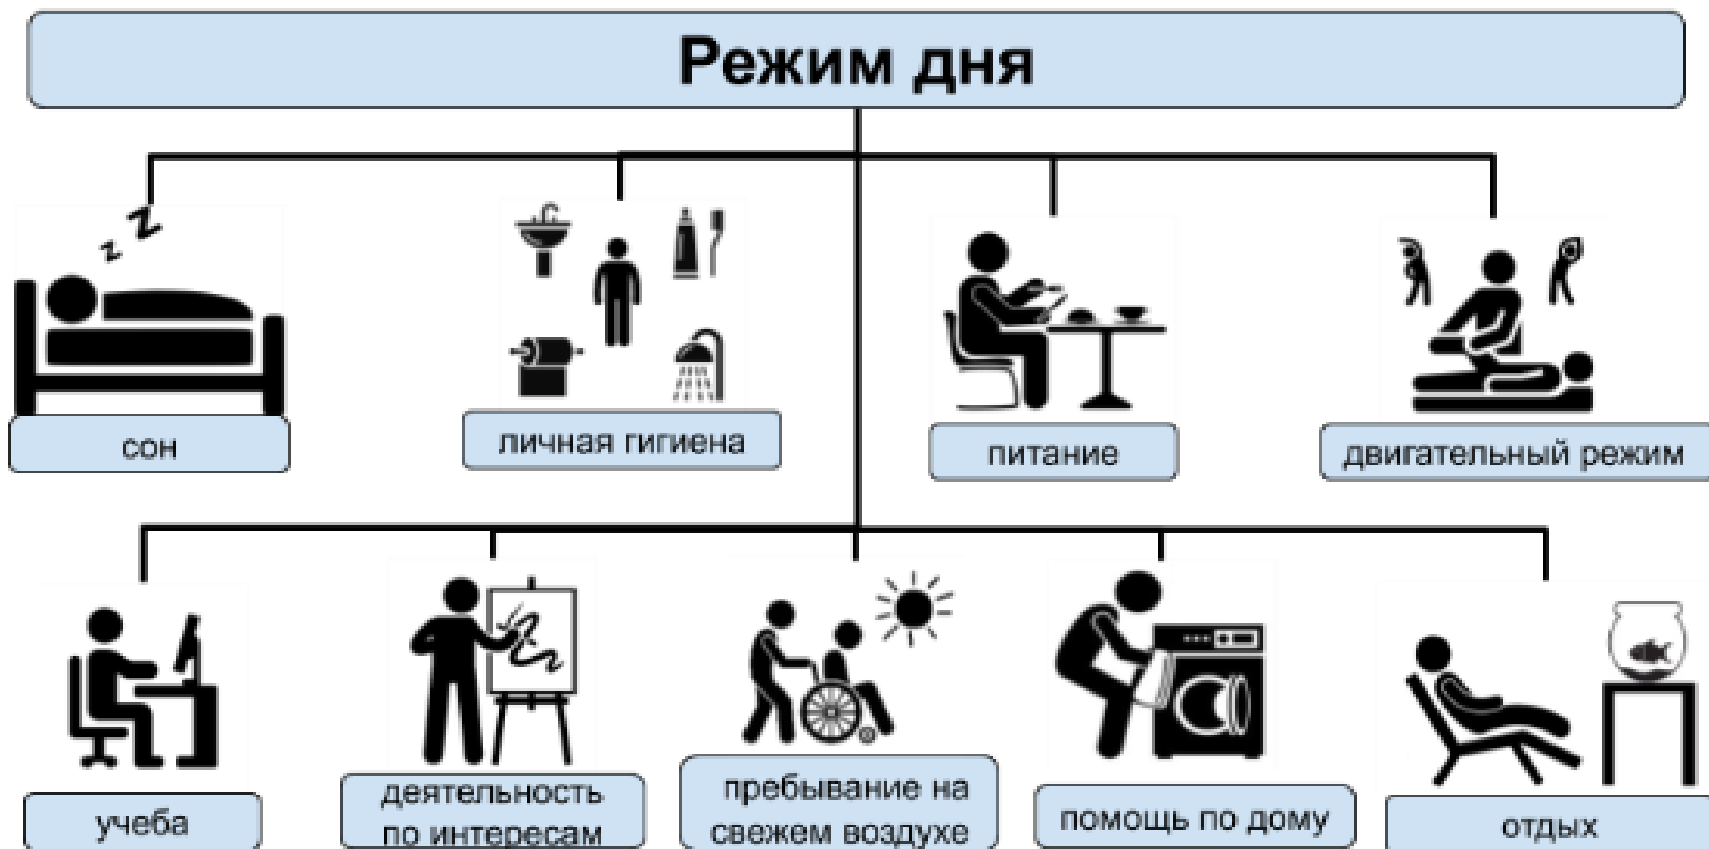 Режим дня
сон
личная гигиена
питание
двигательный режим
учеба
деятельность
по интересам
пребывание на
свежем воздухе
помощь по дому
отдых